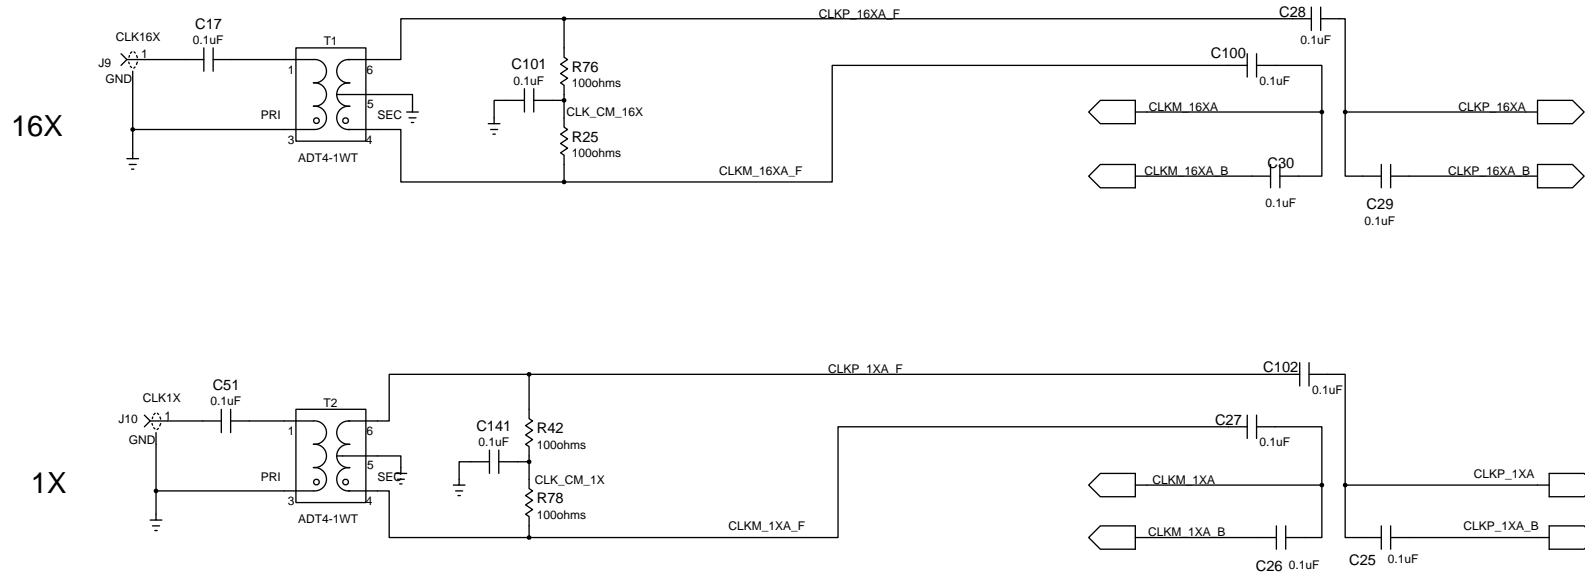 CLKP_16XA_F
C28
0.1uF
C17
0.1uF
CLK16X
J9
1
GND
T1
1
6
5
PRI
SEC
3
4
ADT4-1WT
16X
C101
0.1uF
R76
100ohms
CLK_CM_16X
R25
100ohms
C100
0.1uF
CLKM_16XA
CLKP_16XA
CLKM_16XA_F
CLKM_16XA_B
C30
0.1uF
CLKP_16XA_B
C29
0.1uF
CLKP_1XA_F
C102
0.1uF
C51
0.1uF
CLK1X
J10
1
GND
T2
1
6
5
PRI
SEC
3
4
ADT4-1WT
1X
C141
0.1uF
R42
100ohms
CLK_CM_1X
R78
100ohms
C27
0.1uF
CLKM_1XA
CLKP_1XA
CLKM_1XA_F
CLKM_1XA_B
C26
0.1uF
CLKP_1XA_B
C25
0.1uF